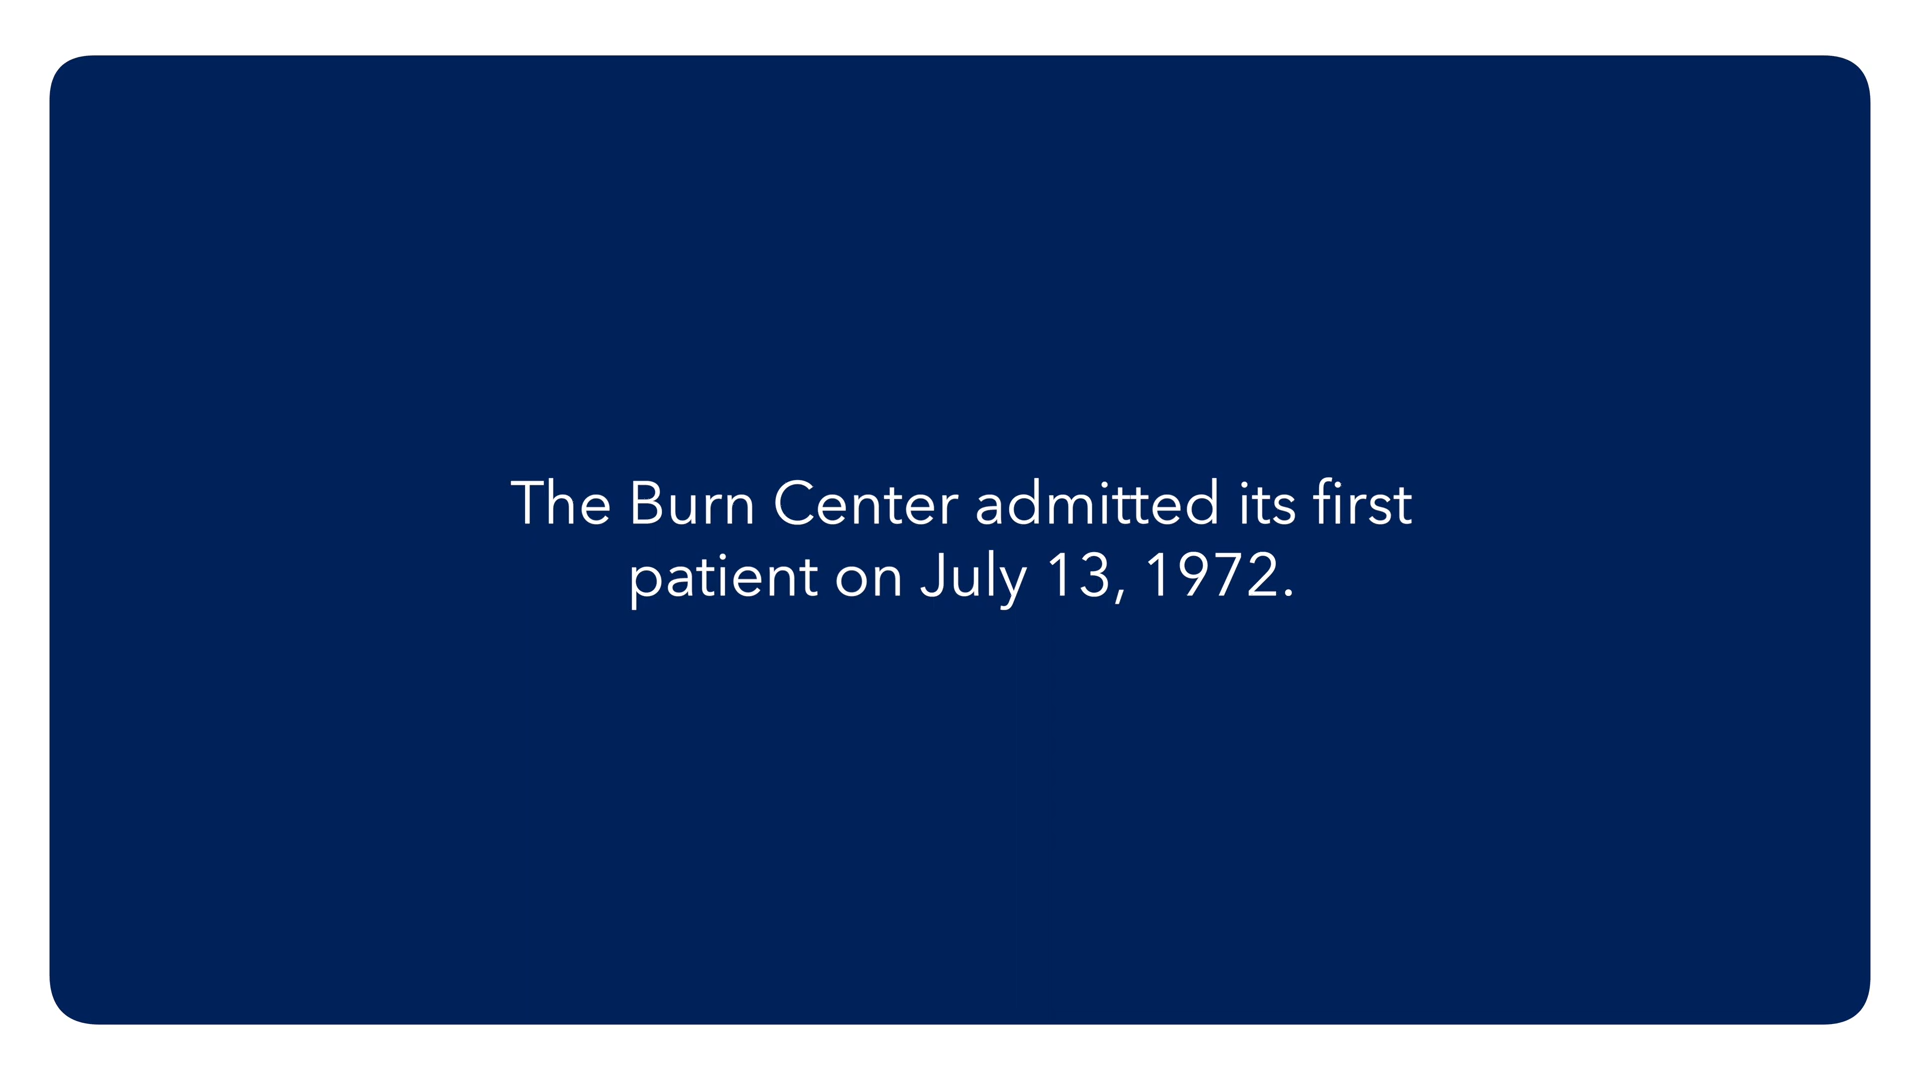 The Burn Center admitted its first
patient on July 13, 1972.